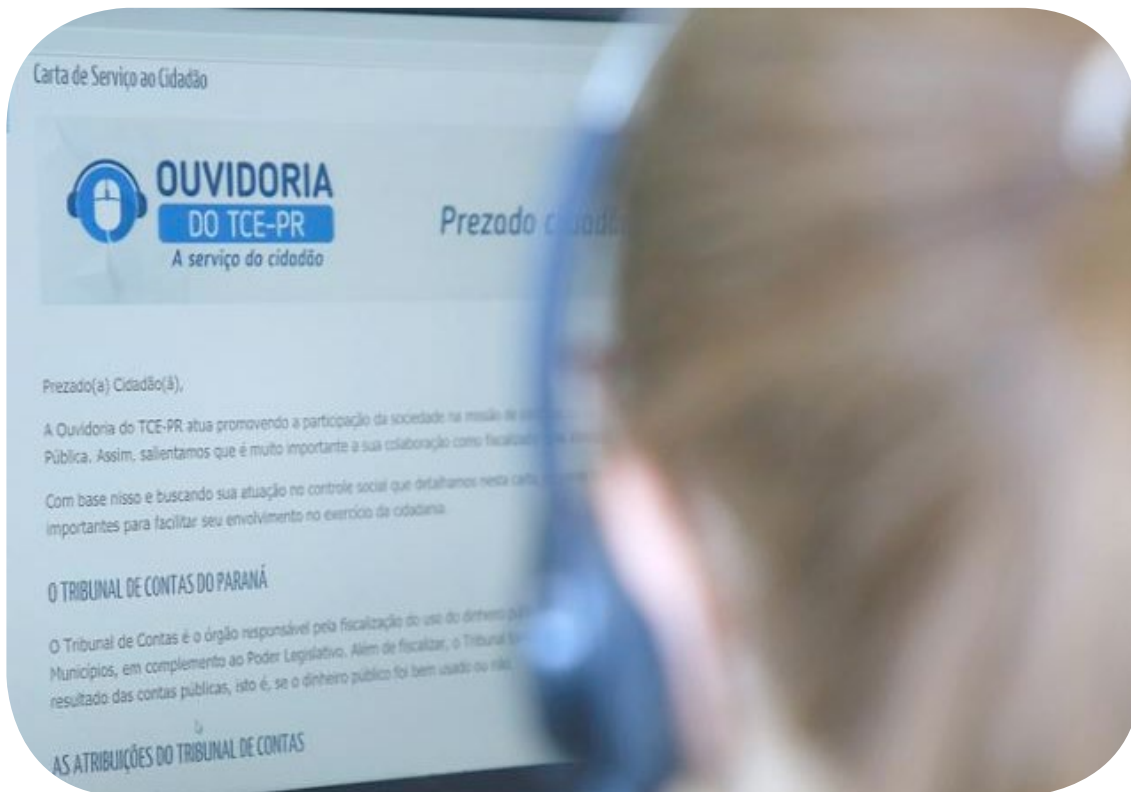 Carta de Serviço ao Cidadão
OUVIDORIA
DO TCE-PR
A serviço do cidadão
Prezado
Prezado(a) Cidadão(ã),
A Ouvidoria do TCE-PR atua promovendo a participação da sociedade na missão de
Pública. Assim, salientamos que é muito importante a sua colaboração como
Com base nisso e buscando sua atuação no controle social que detalhamos nesta carta
importantes para facilitar seu envolvimento no exercício da cidadania.
O TRIBUNAL DE CONTAS DO PARANÁ
O Tribunal de Contas é o órgão responsável pela fiscalização do uso do dinheiro
Municípios, em complemento ao Poder Legislativo. Além de fiscalizar, o Tribunal
resultado das contas públicas, isto é, se o dinheiro público foi bem usado ou não.
AS ATRIBUIÇÕES DO TRIBUNAL DE CONTAS